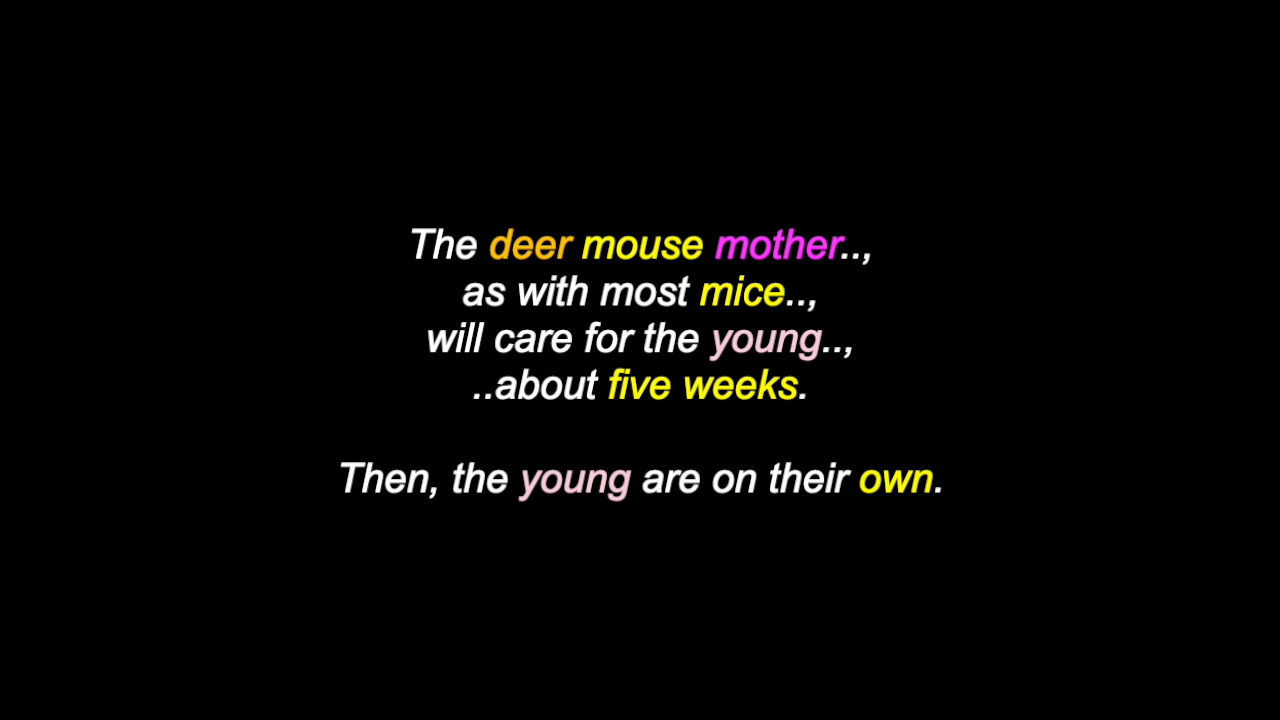 The deer mouse mother..,
as with most mice..,
will care for the young..,
..about five weeks.
Then, the young are on their own.